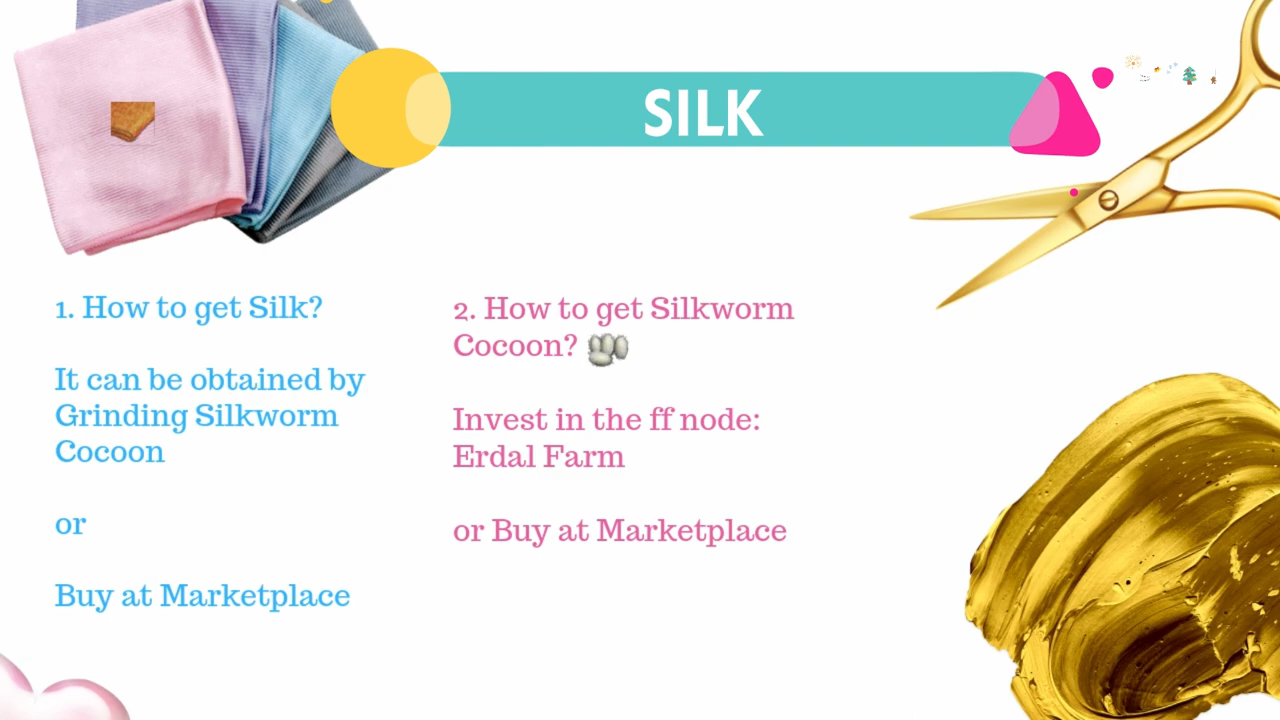 SILK
1. How to get Silk?
It can be obtained by
Grinding Silkworm
Cocoon
or
Buy at Marketplace
2. How to get Silkworm
Cocoon?
Invest in the ff node:
Erdal Farm
or Buy at Marketplace